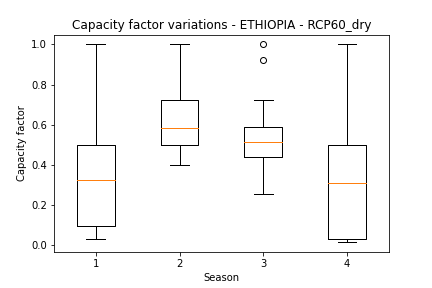 Capacity factor variations - ETHIOPIA - RCP60_dry
Capacity factor
1.0
0.8
0.6
0.4
0.2
0.0
1 2 3 4
Season